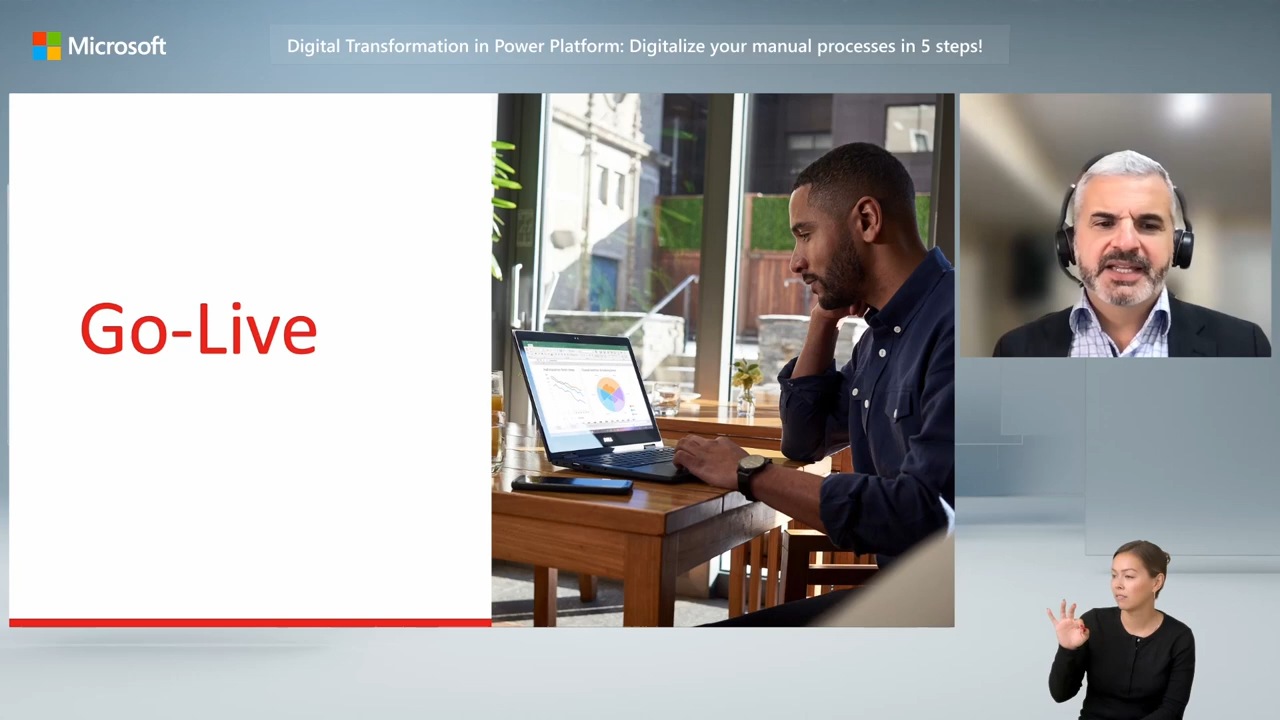 Microsoft
Digital Transformation in Power Platform: Digitalize your manual processes in 5 steps!
Go-Live